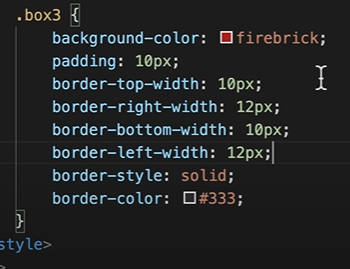 .box3 {
background-color: firebrick;
padding: 10px;
border-top-width: 10px;
border-right-width: 12px;
border-bottom-width: 10px;
border-left-width: 12px;
border-style: solid;
border-color: #333;
}
style>
>